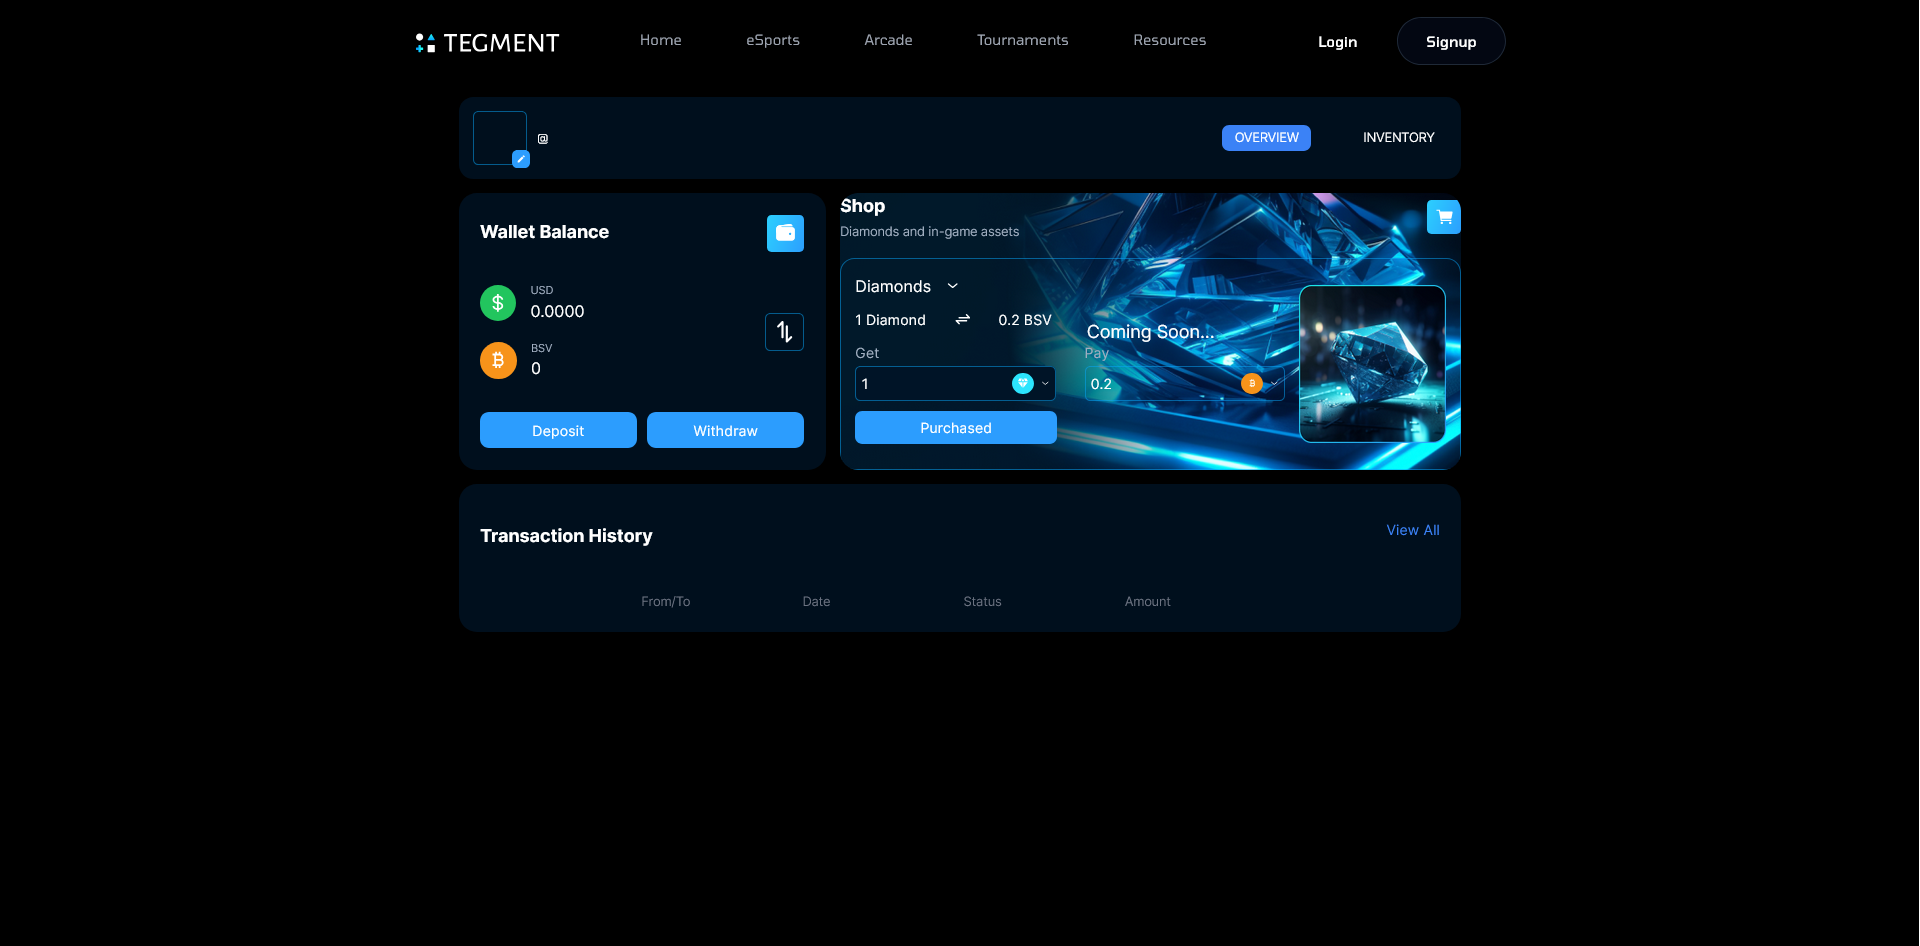 TEGMENT
Home eSports Arcade Tournaments Resources Login Signup
@
OVERVIEW INVENTORY
Wallet Balance
USD
0.0000
BSV
0
Deposit Withdraw
Shop
Diamonds and in-game assets
Diamonds
1 Diamond 0.2 BSV
Coming Soon...
Get Pay
1 0.2
Purchased
Transaction History View All
From/To Date Status Amount